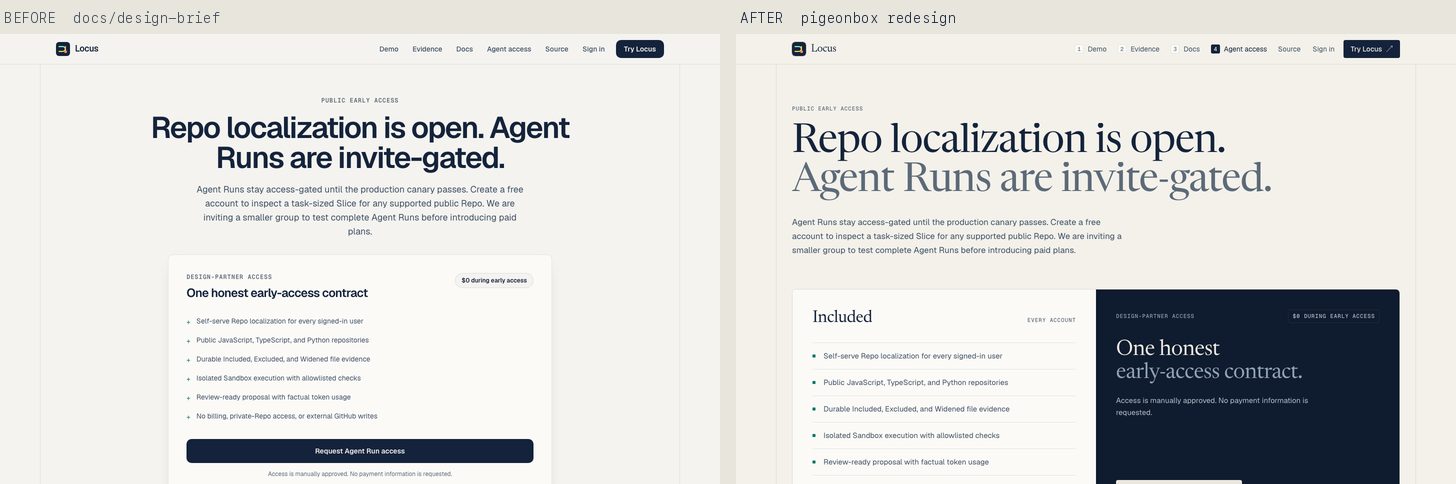 BEFORE docs/design-brief
Locus
Demo Evidence Docs Agent access Source Sign in Try Locus
PUBLIC EARLY ACCESS
Repo localization is open. Agent
Runs are invite-gated.
Agent Runs stay access-gated until the production canary passes. Create a free
account to inspect a task-sized Slice for any supported public Repo. We are
inviting a smaller group to test complete Agent Runs before introducing paid
plans.
DESIGN-PARTNER ACCESS
$0 during early access
One honest early-access contract
+ Self-serve Repo localization for every signed-in user
+ Public JavaScript, TypeScript, and Python repositories
+ Durable Included, Excluded, and Widened file evidence
+ Isolated Sandbox execution with allowlisted checks
+ Review-ready proposal with factual token usage
+ No billing, private-Repo access, or external GitHub writes
Request Agent Run access
Access is manually approved. No payment information is requested.
AFTER pigeonbox redesign
Locus
1 Demo 2 Evidence 3 Docs 4 Agent access Source Sign in Try Locus ↗
PUBLIC EARLY ACCESS
Repo localization is open.
Agent Runs are invite-gated.
Agent Runs stay access-gated until the production canary passes. Create a free
account to inspect a task-sized Slice for any supported public Repo. We are inviting a
smaller group to test complete Agent Runs before introducing paid plans.
Included
EVERY ACCOUNT
Self-serve Repo localization for every signed-in user
Public JavaScript, TypeScript, and Python repositories
Durable Included, Excluded, and Widened file evidence
Isolated Sandbox execution with allowlisted checks
Review-ready proposal with factual token usage
DESIGN-PARTNER ACCESS
$0 DURING EARLY ACCESS
One honest
early-access contract.
Access is manually approved. No payment information is
requested.